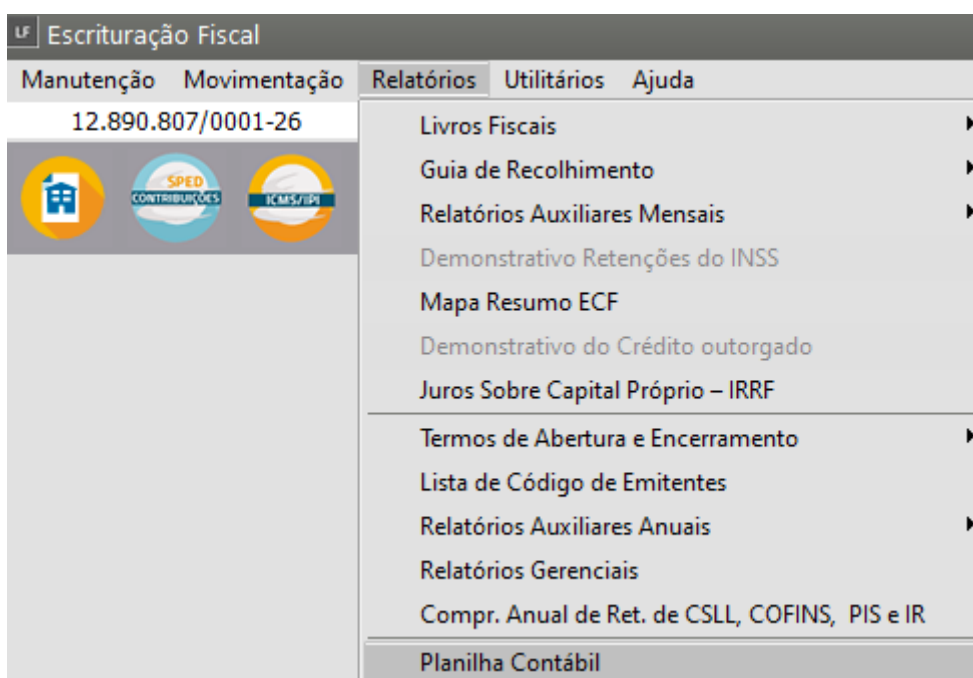 LF Escrituração Fiscal
Manutenção Movimentação Relatórios Utilitários Ajuda
12.890.807/0001-26
SPED
CONTRIBUIÇÕES
ICMS/IPI
Livros Fiscais
Guia de Recolhimento
Relatórios Auxiliares Mensais
Demonstrativo Retenções do INSS
Mapa Resumo ECF
Demonstrativo do Crédito outorgado
Juros Sobre Capital Próprio – IRRF
Termos de Abertura e Encerramento
Lista de Código de Emitentes
Relatórios Auxiliares Anuais
Relatórios Gerenciais
Compr. Anual de Ret. de CSLL, COFINS, PIS e IR
Planilha Contábil